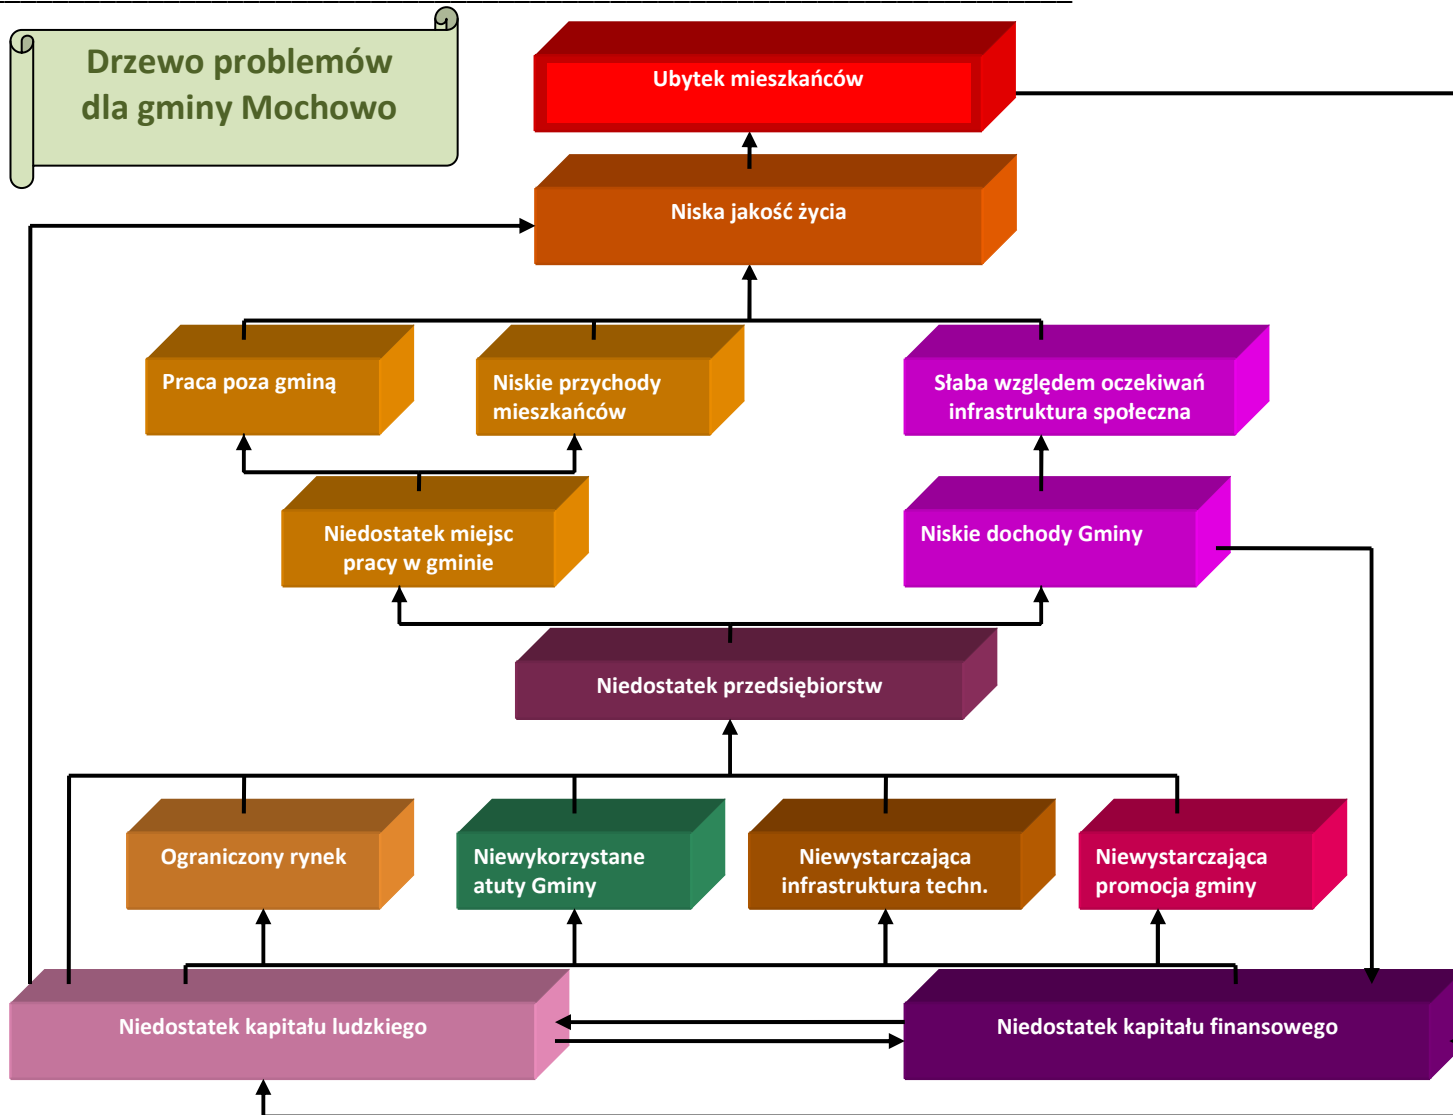 Drzewo problemów
dla gminy Mochowo
Ubytek mieszkańców
Niska jakość życia
Praca poza gminą
Niskie przychody
mieszkańców
Słaba względem oczekiwań
infrastruktura społeczna
Niedostatek miejsc
pracy w gminie
Niskie dochody Gminy
Niedostatek przedsiębiorstw
Ograniczony rynek
Niewykorzystane
atuty Gminy
Niewystarczająca
infrastruktura techn.
Niewystarczająca
promocja gminy
Niedostatek kapitału ludzkiego
Niedostatek kapitału finansowego